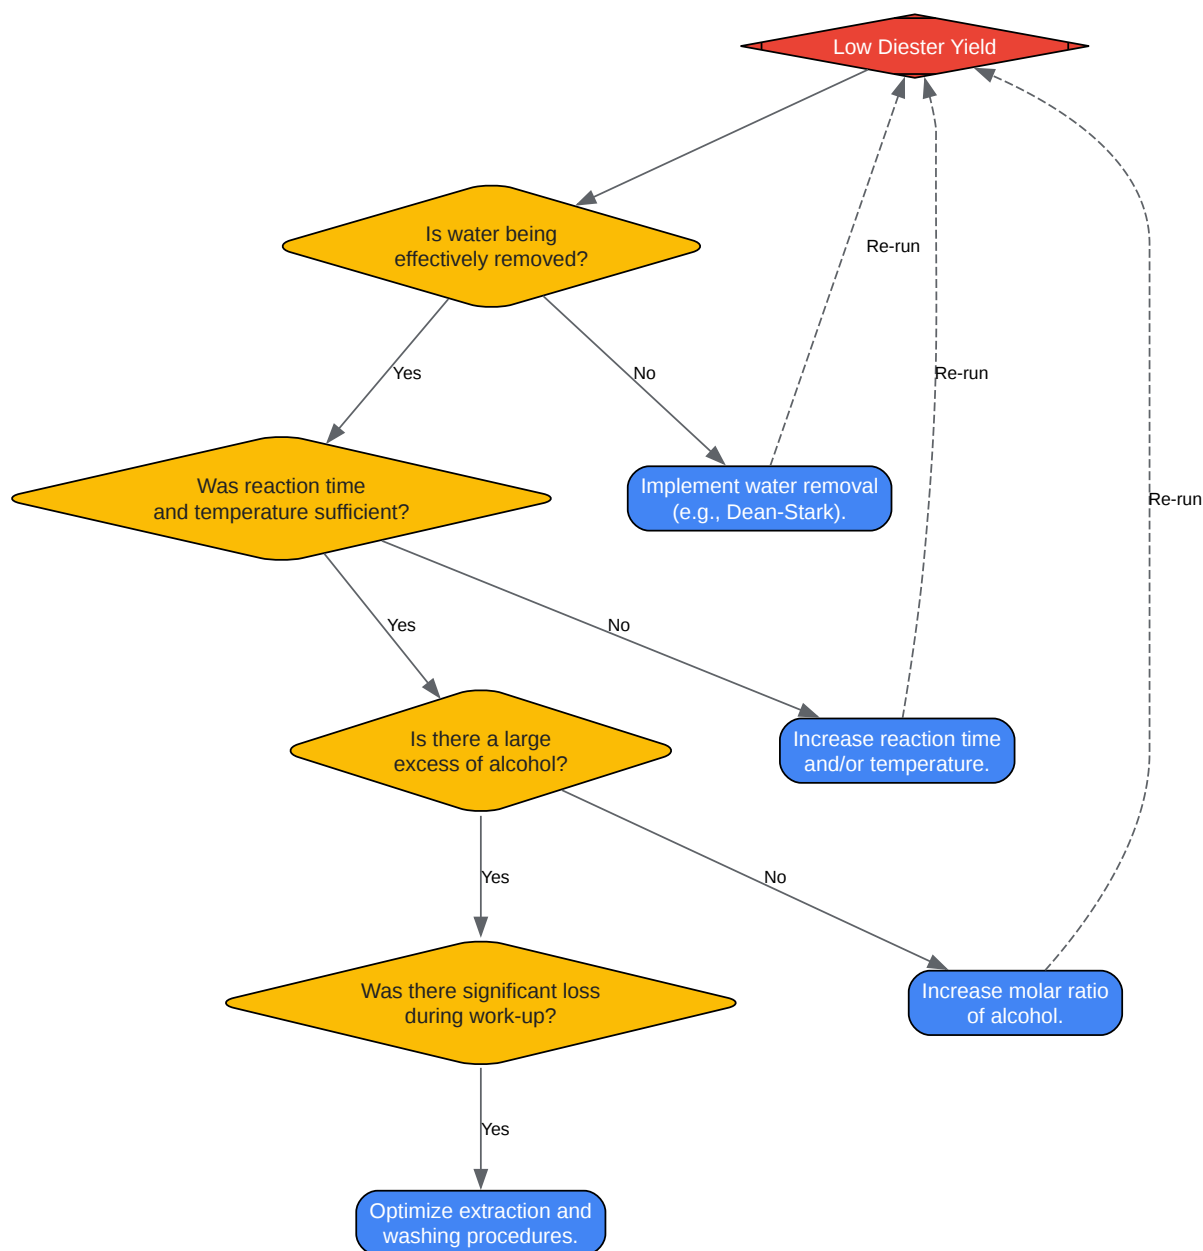 Low Diester Yield
Is water being
effectively removed?
Re-run
Yes
No
Re-run
Was reaction time
and temperature sufficient?
Implement water removal
(e.g., Dean-Stark).
Re-run
Yes
No
Is there a large
excess of alcohol?
Increase reaction time
and/or temperature.
Yes
No
Was there significant loss
during work-up?
Increase molar ratio
of alcohol.
Yes
Optimize extraction and
washing procedures.